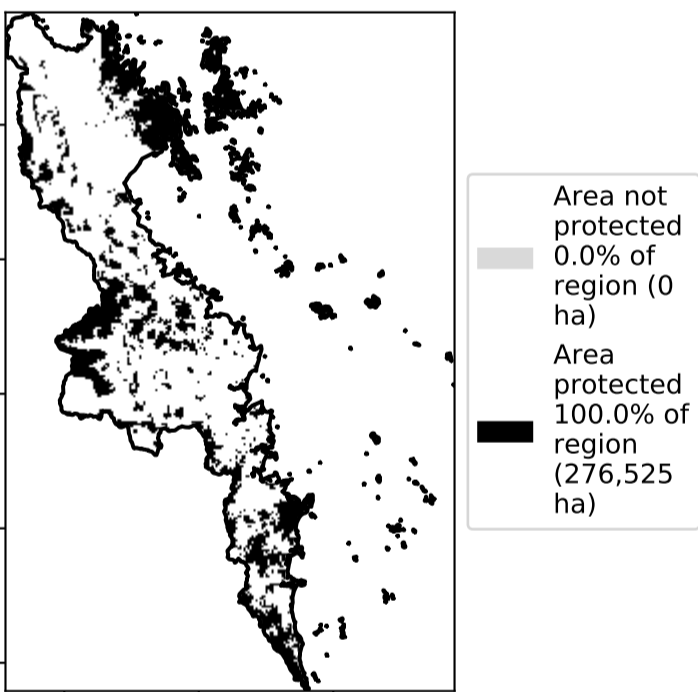 Area not
protected
0.0% of
region (0
ha)
Area
protected
100.0% of
region
(276,525
ha)